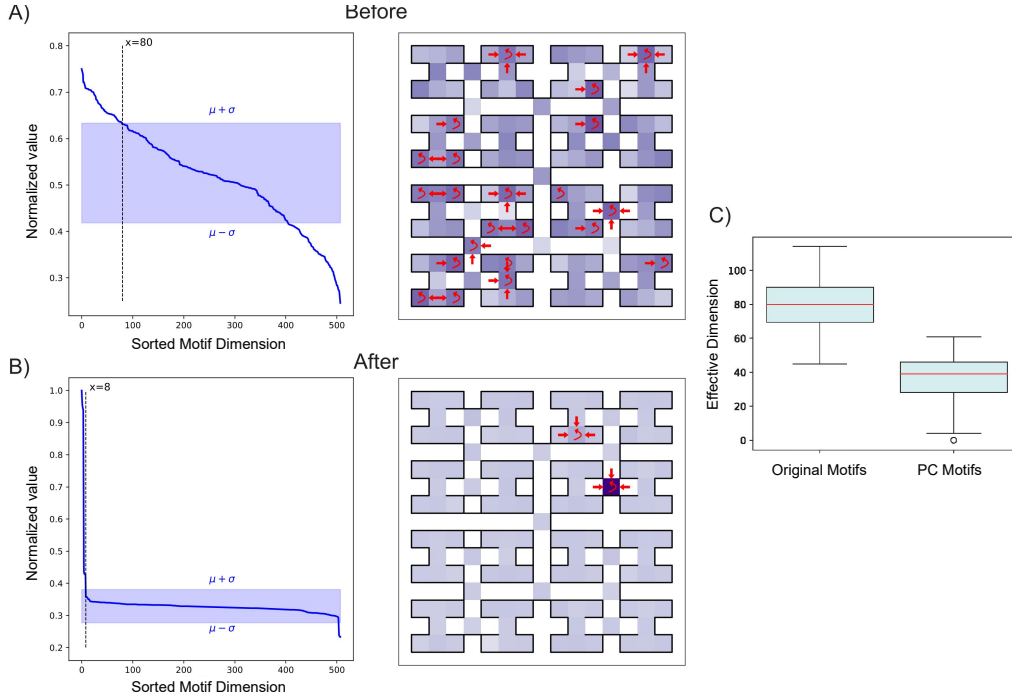 A)
Before
x=80
0.8
0.7
0.6
0.5
0.4
0.3
μ + σ
μ − σ
Normalized value
0
100
200
300
400
500
Sorted Motif Dimension
B)
After
x=8
1.0
0.9
0.8
0.7
0.6
0.5
0.4
0.3
0.2
μ + σ
μ − σ
Normalized value
0
100
200
300
400
500
Sorted Motif Dimension
C)
100
80
60
40
20
0
Effective Dimension
Original Motifs
PC Motifs